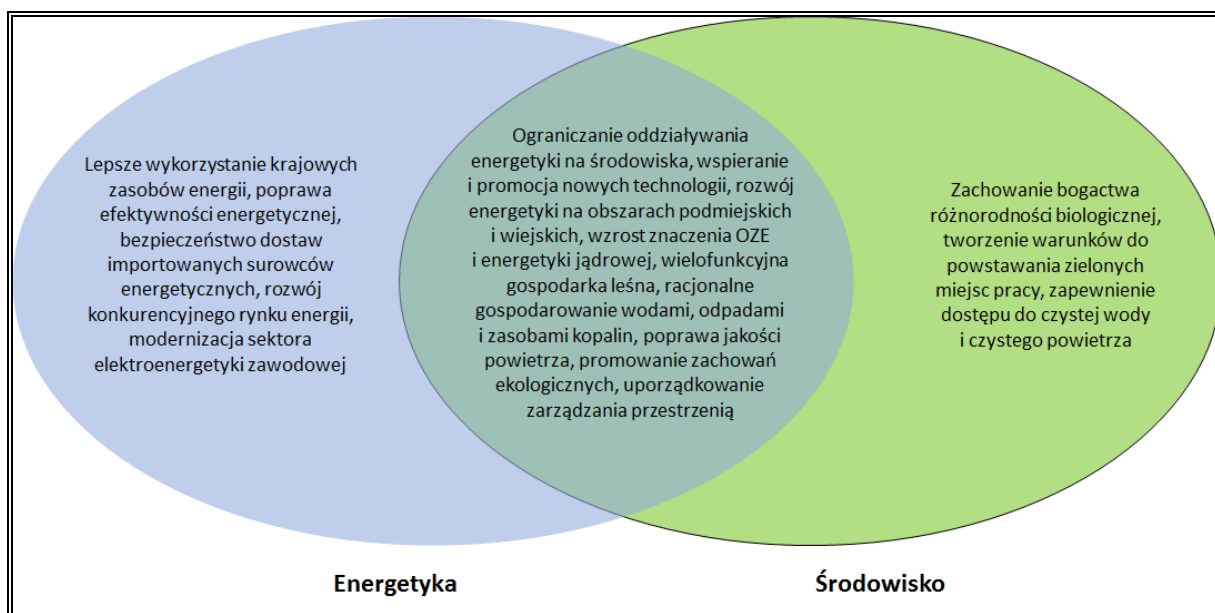 Lepsze wykorzystanie krajowych
zasobów energii, poprawa
efektywności energetycznej,
bezpieczeństwo dostaw
importowanych surowców
energetycznych, rozwój
konkurencyjnego rynku energii,
modernizacja sektora
elektroenergetyki zawodowej
Ograniczanie oddziaływania
energetyki na środowiska, wspieranie
i promocja nowych technologii, rozwój
energetyki na obszarach podmiejskich
i wiejskich, wzrost znaczenia OZE
i energetyki jądrowej, wielofunkcyjna
gospodarka leśna, racjonalne
gospodarowanie wodami, odpadami
i zasobami kopalin, poprawa jakości
powietrza, promowanie zachowań
ekologicznych, uporządkowanie
zarządzania przestrzenią
Zachowanie bogactwa
różnorodności biologicznej,
tworzenie warunków do
powstawania zielonych
miejsc pracy, zapewnienie
dostępu do czystej wody
i czystego powietrza
Energetyka
Środowisko